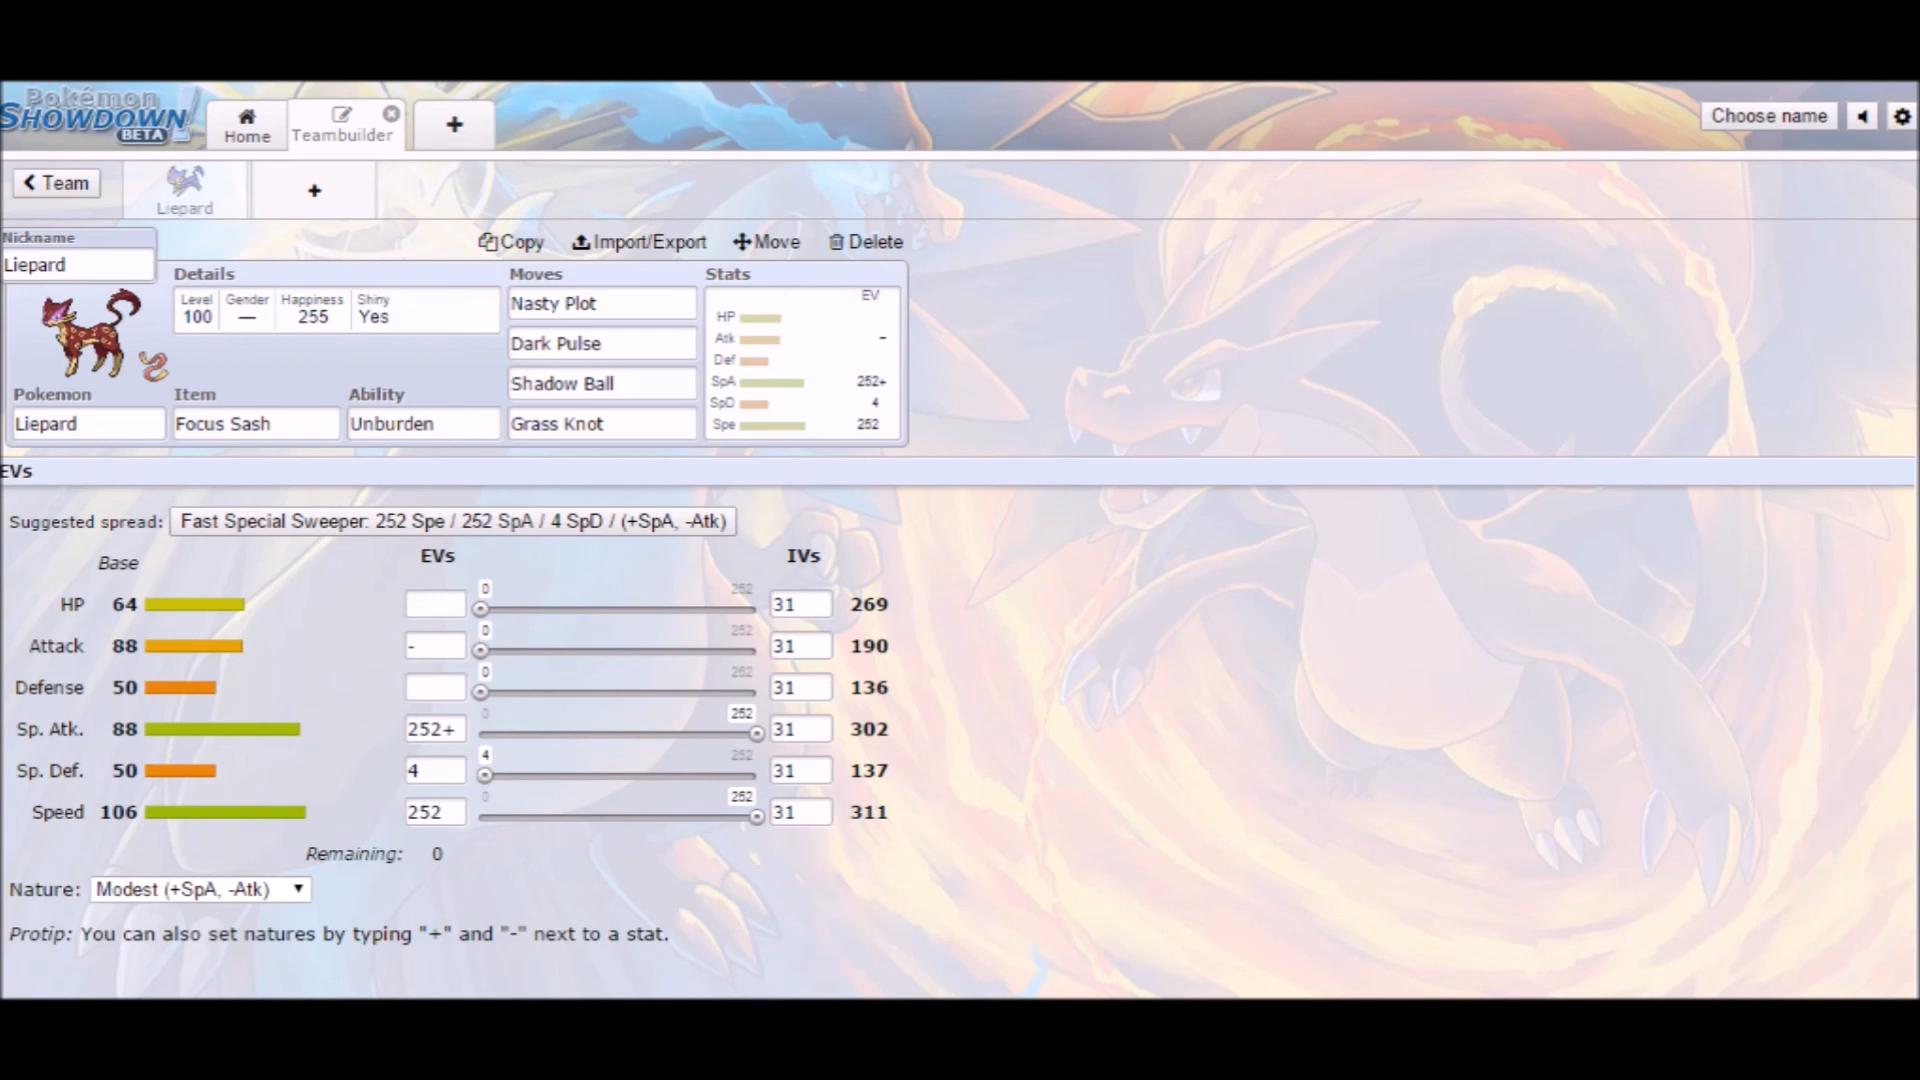 Pokémon
SHOWDOWN!
BETA
Home
Teambuilder
+
Choose name
Team
Liepard
+
Nickname
Liepard
Copy
Import/Export
Move
Delete
Details
Moves
Stats
Level
Gender
Happiness
Shiny
100
—
255
Yes
Nasty Plot
Dark Pulse
Shadow Ball
Grass Knot
EV
HP
Atk -
Def
SpA 252+
SpD 4
Spe 252
Pokemon
Item
Ability
Liepard
Focus Sash
Unburden
EVs
Suggested spread: Fast Special Sweeper: 252 Spe / 252 SpA / 4 SpD / (+SpA, -Atk)
Base EVs IVs
0 252
HP 64 31 269
0 252
Attack 88 - 31 190
0 252
Defense 50 31 136
0 252
Sp. Atk. 88 252+ 31 302
4 252
Sp. Def. 50 4 31 137
0 252
Speed 106 252 31 311
Remaining: 0
Nature: Modest (+SpA, -Atk)
Protip: You can also set natures by typing "+" and "-" next to a stat.